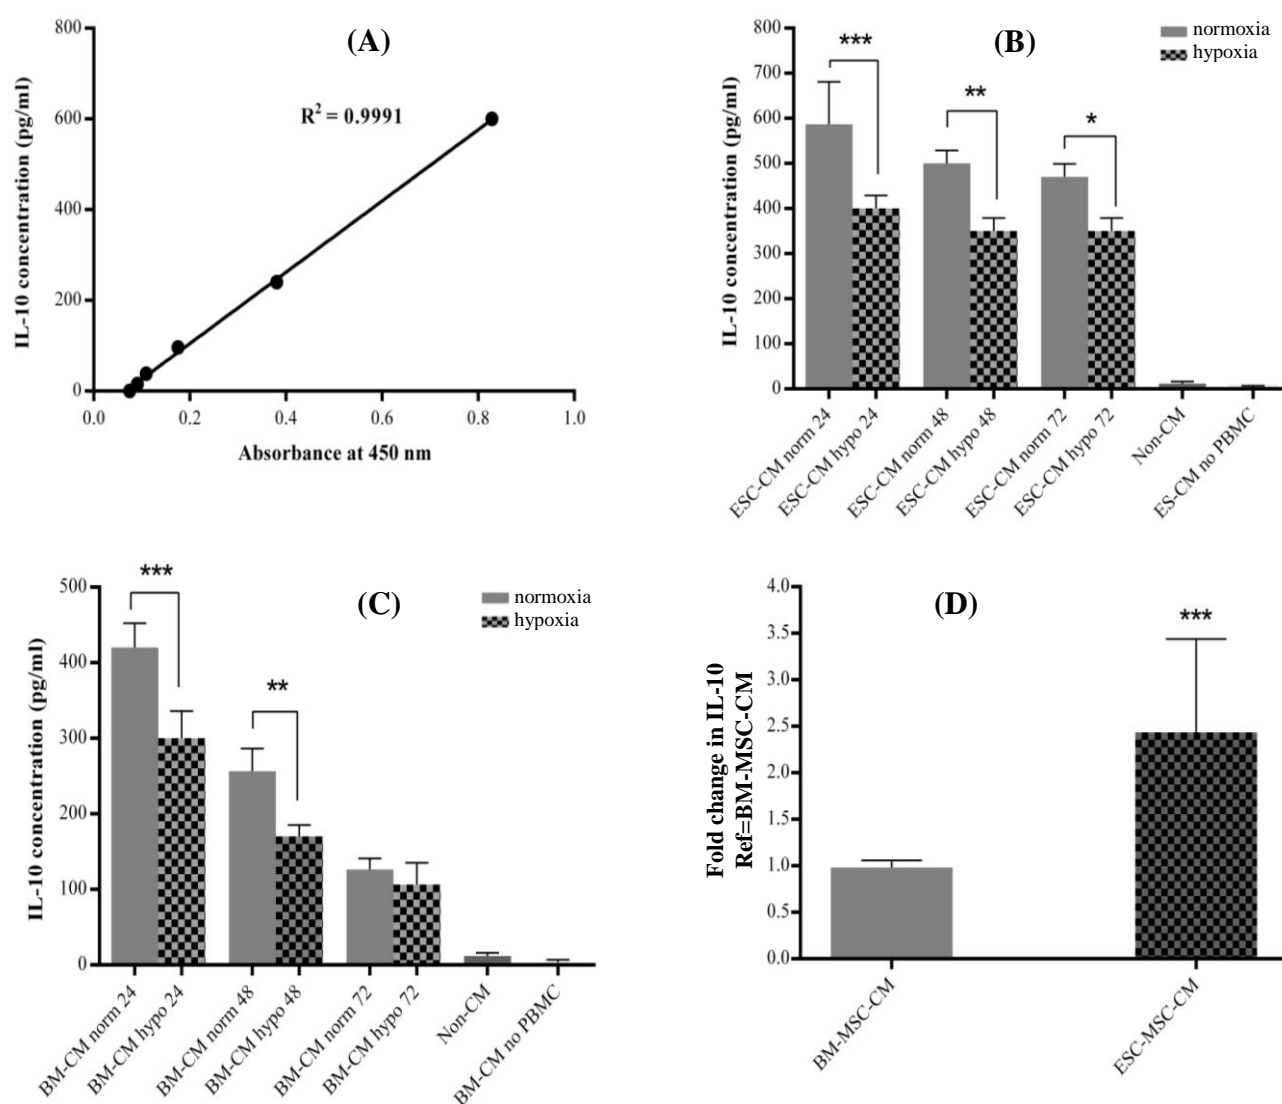 (A)
IL-10 concentration (pg/ml)
800
600
400
200
0
R² = 0.9991
0.0 0.2 0.4 0.6 0.8 1.0
Absorbance at 450 nm
(B)
normoxia
hypoxia
IL-10 concentration (pg/ml)
800
700
600
500
400
300
200
100
0
***
**
*
ESC-CM norm 24
ESC-CM hypo 24
ESC-CM norm 48
ESC-CM hypo 48
ESC-CM norm 72
ESC-CM hypo 72
Non-CM
ES-CM no PBMC
(C)
normoxia
hypoxia
IL-10 concentration (pg/ml)
500
400
300
200
100
0
***
**
BM-CM norm 24
BM-CM hypo 24
BM-CM norm 48
BM-CM hypo 48
BM-CM norm 72
BM-CM hypo 72
Non-CM
BM-CM no PBMC
(D)
Fold change in IL-10
Ref=BM-MSC-CM
4.0
3.5
3.0
2.5
2.0
1.5
1.0
0.5
0.0
***
BM-MSC-CM
ESC-MSC-CM